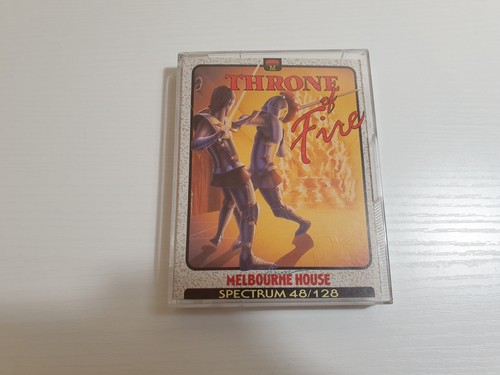 THRONE
of
Fire
MELBOURNE HOUSE
SPECTRUM 48/128